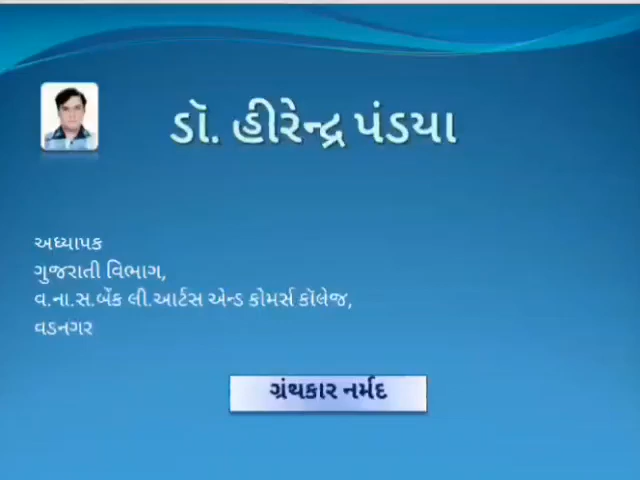 ડૉ. હીરેન્દ્ર પંડયા
અધ્યાપક
ગુજરાતી વિભાગ,
વ.ના.સ.બેંક લી.આર્ટસ એન્ડ કોમર્સ કૉલેજ,
વડનગર
ગ્રંથકાર નર્મદ